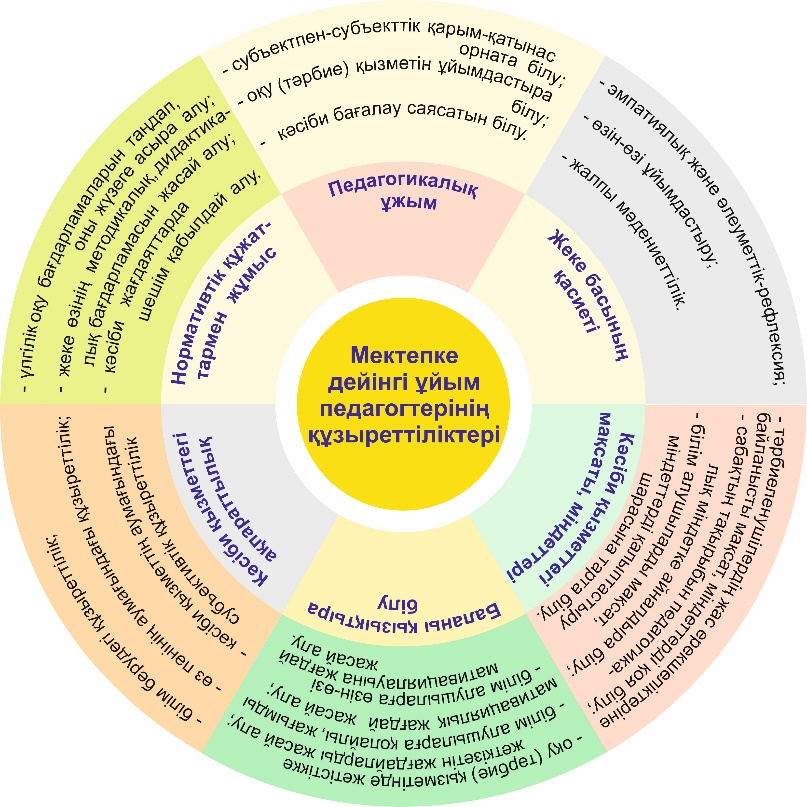 Мектепке
дейінгі ұйым
педагогтерінің
құзыреттіліктері
Педагогикалық
ұжым
- субъектпен-субъекттік қарым-қатынас
орната білу;
- оқу (тәрбие) қызметін ұйымдастыра
білу;
- кәсіби бағалау саясатын білу.
Жеке басының
қасиеті
- эмпатиялық және әлеуметтік-рефлексия;
- өзін-өзі ұйымдастыру;
- жалпы мәдениеттілік.
Кәсіби қызметтегі
мақсаты, міндеттері
- тәрбиеленушілердің жас ерекшеліктеріне
байланысты мақсат, міндеттерді қоя білу;
- сабақтың тақырыбын педагогика-
лық міндетке айналдыра білу;
- білім алушыларды мақсат,
міндеттерді қалыптастыру
шарасына тарта білу.
Баланы қызықтыра
білу
- оқу (тәрбие) қызметінде жетістікке
жеткізетін жағдайларды жасай алу;
- білім алушыларға қолайлы, жағымды
мативациялық жағдай жасай алу;
- білім алушыларға өзін-өзі
мативациялауына жағдай
жасай алу.
Кәсіби қызметтегі
ақпараттылық
- білім берудегі құзыреттілік;
- өз пәнінің аумағындағы құзыреттілік;
- кәсіби қызметтің аумағындағы
субъективтік құзыреттілік
Нормативтік құжат-
тармен жұмыс
- үлгілік оқу бағдарламаларын таңдап,
оны жүзеге асыра алу;
- жеке өзінің методикалық, дидактика-
лық бағдарламасын жасай алу;
- кәсіби жағдаяттарда
шешім қабылдай алу.